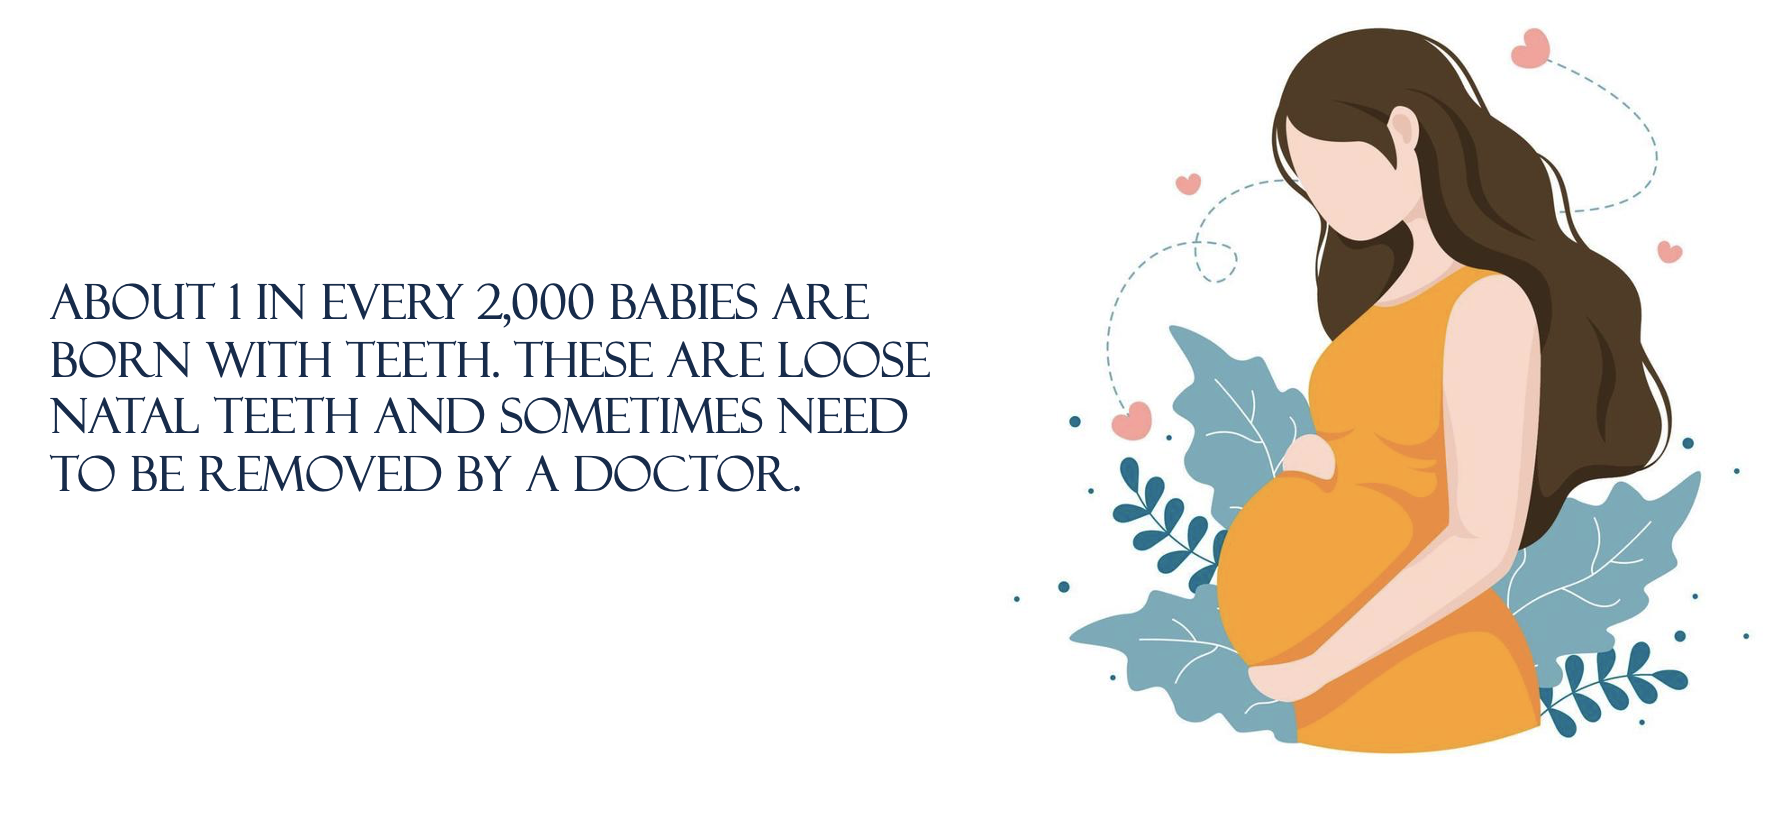 ABOUT 1 IN EVERY 2,000 BABIES ARE
BORN WITH TEETH. THESE ARE LOOSE
NATAL TEETH AND SOMETIMES NEED
TO BE REMOVED BY A DOCTOR.